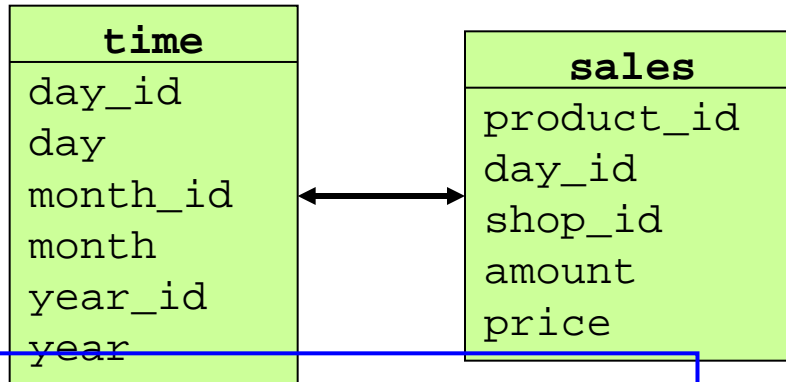 time
day_id
day
month_id
month
year_id
year
sales
product_id
day_id
shop_id
amount
price